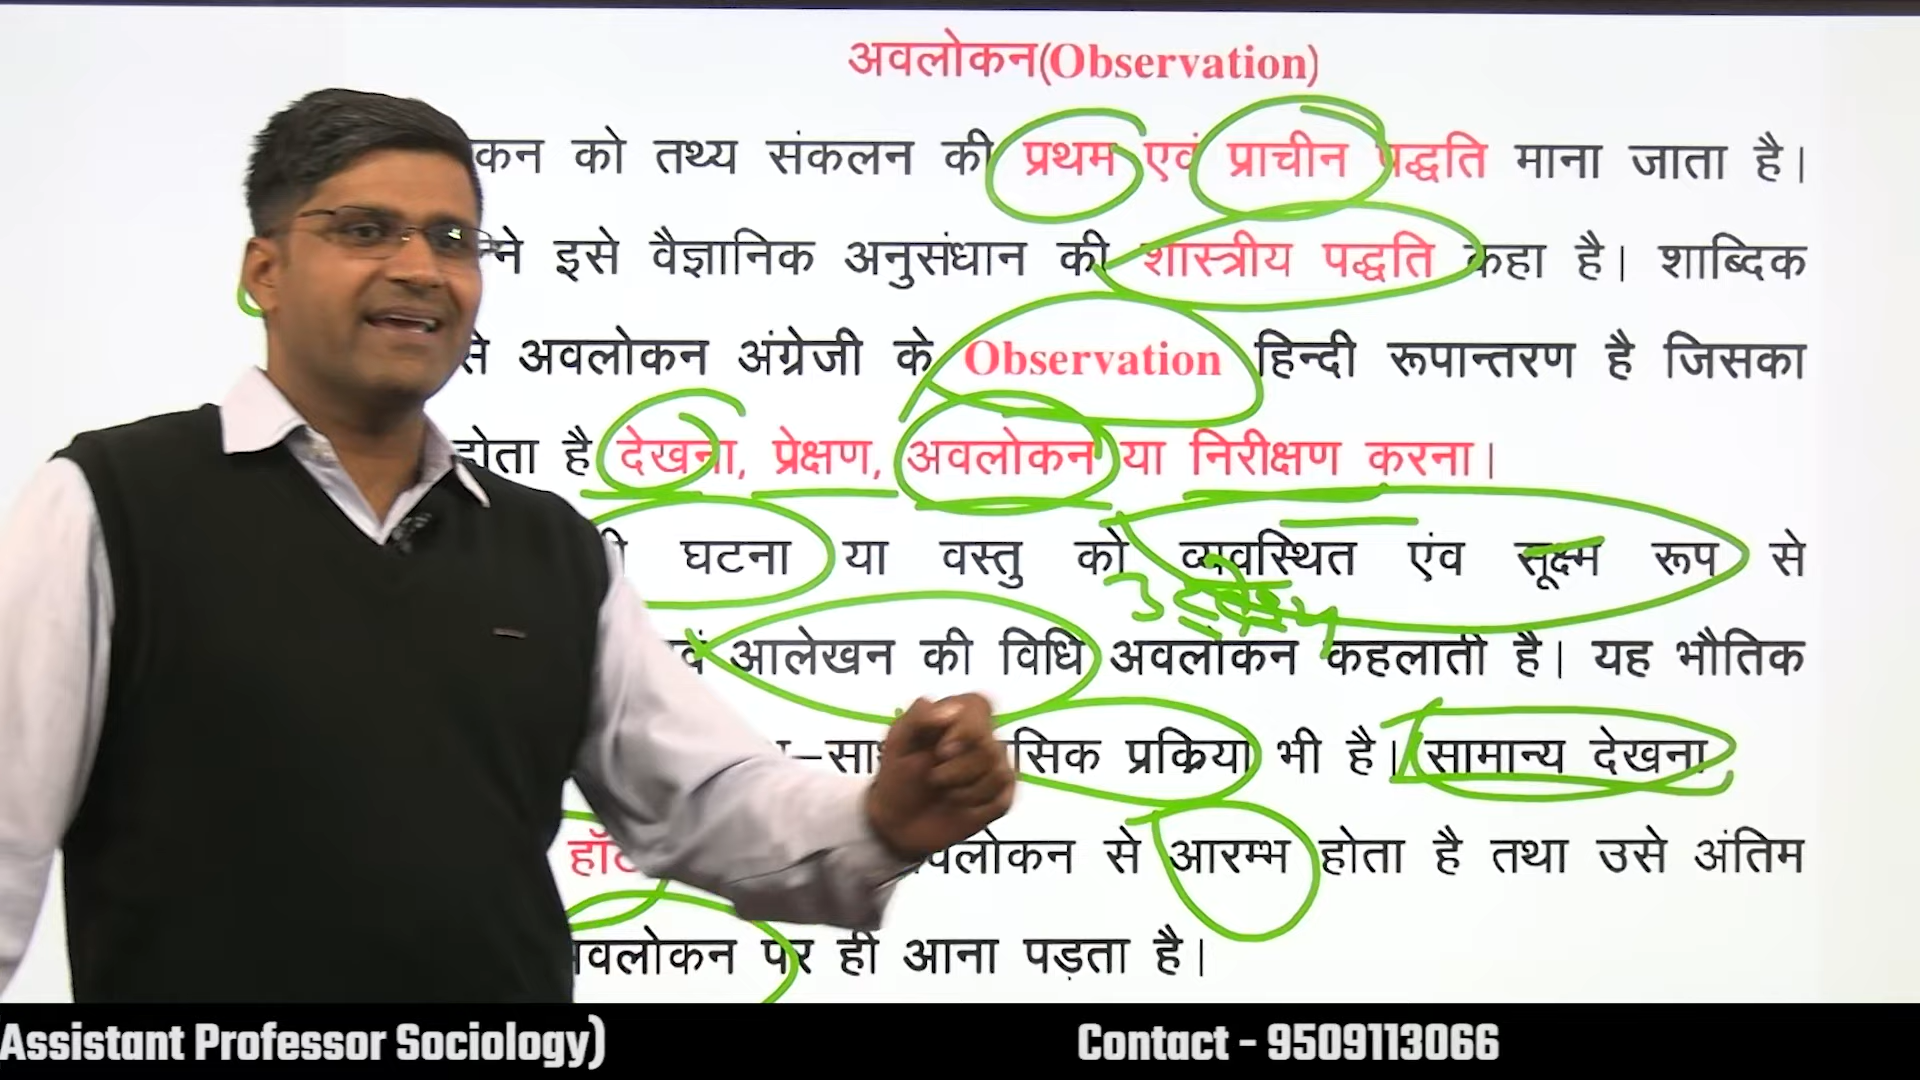 अवलोकन(Observation)
कन को तथ्य संकलन की प्रथम एवं प्राचीन पद्धति माना जाता है।
ने इसे वैज्ञानिक अनुसंधान की शास्त्रीय पद्धति कहा है। शाब्दिक
से अवलोकन अंग्रेजी के Observation हिन्दी रूपान्तरण है जिसका
होता है देखना, प्रेक्षण, अवलोकन या निरीक्षण करना।
घटना या वस्तु को व्यवस्थित एंव सूक्ष्म रूप से
उद्देश्य
वं आलेखन की विधि अवलोकन कहलाती है। यह भौतिक
सिक प्रक्रिया भी है। सामान्य देखना
वलोकन से आरम्भ होता है तथा उसे अंतिम
वलोकन पर ही आना पड़ता है।
(Assistant Professor Sociology) Contact - 9509113066